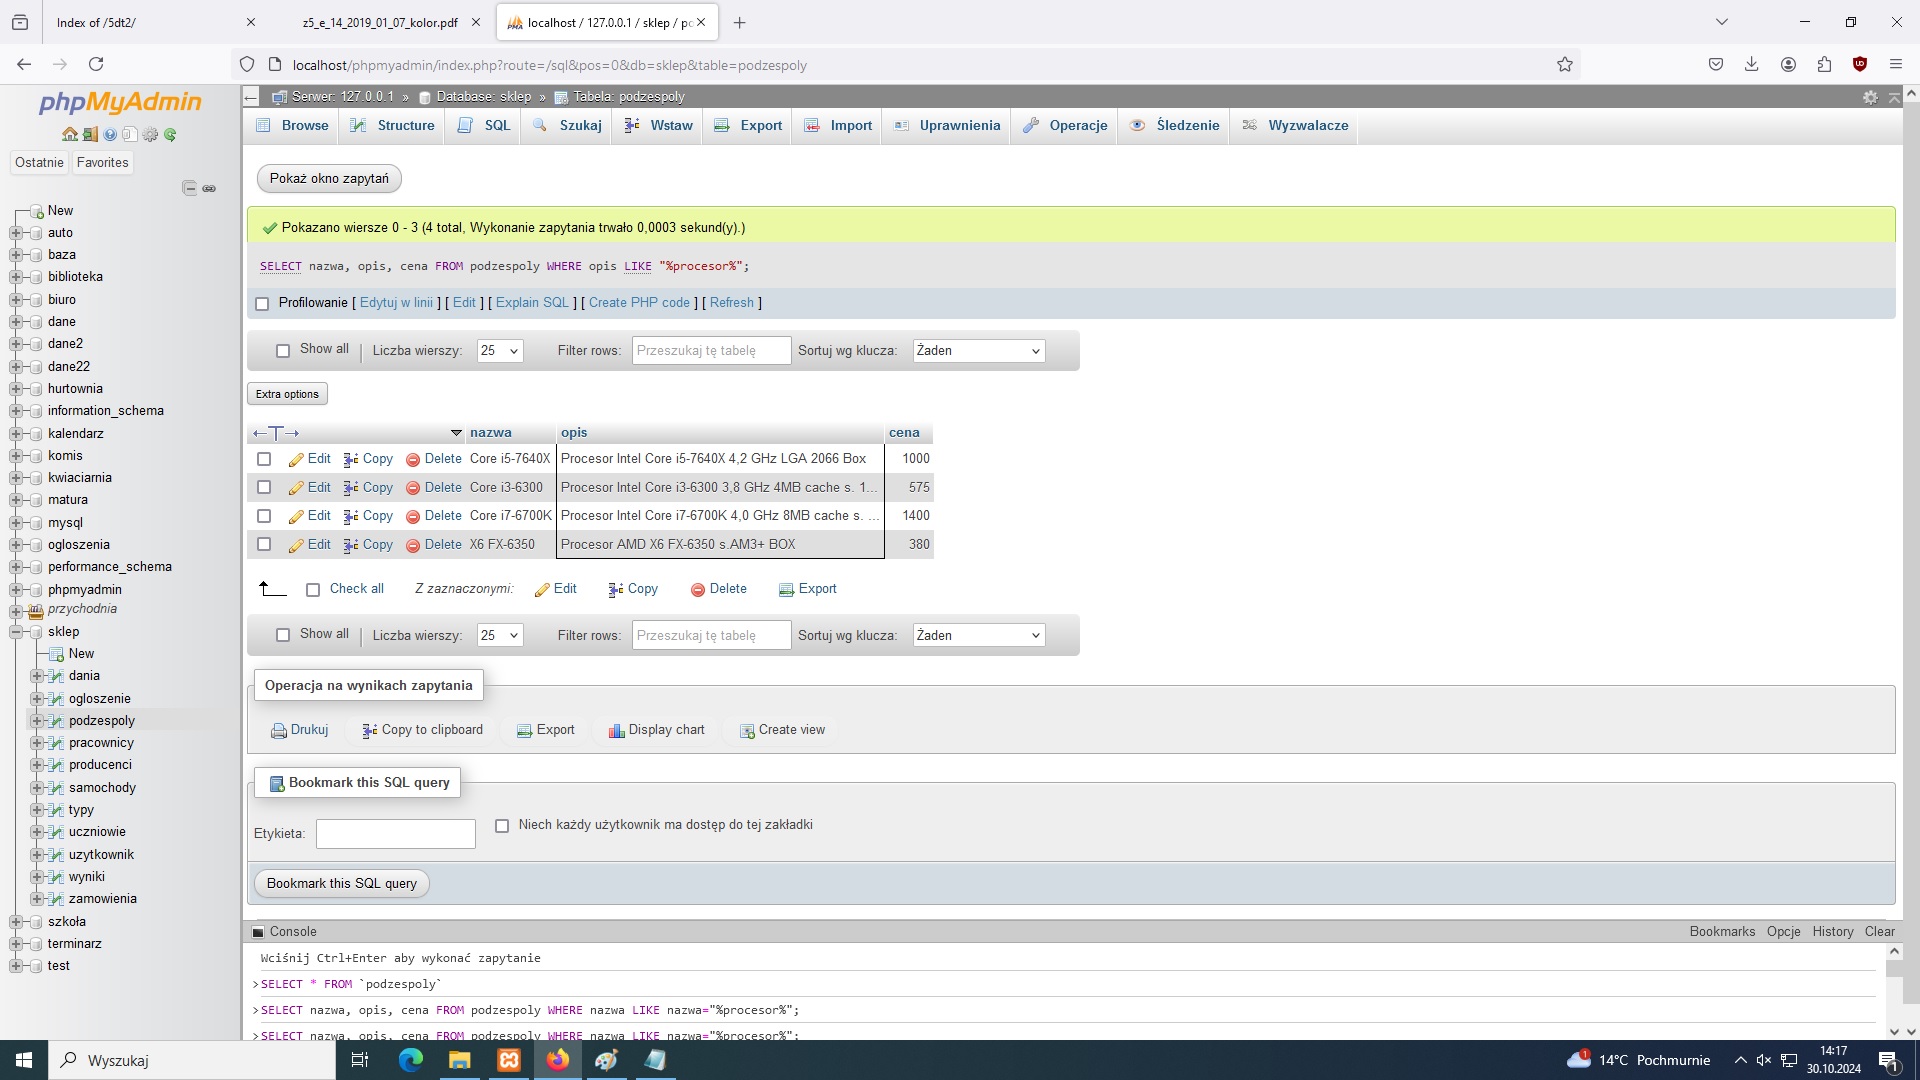 Index of /5dt2/
z5_e_14_2019_01_07_kolor.pdf
localhost / 127.0.0.1 / sklep / po
localhost/phpmyadmin/index.php?route=/sql&pos=0&db=sklep&table=podzespoly
phpMyAdmin
Ostatnie Favorites
New
auto
baza
biblioteka
biuro
dane
dane2
dane22
hurtownia
information_schema
kalendarz
komis
kwiaciarnia
matura
mysql
ogloszenia
performance_schema
phpmyadmin
przychodnia
sklep
New
dania
ogloszenie
podzespoly
pracownicy
producenci
samochody
typy
uczniowie
uzytkownik
wyniki
zamowienia
szkoła
terminarz
test
Serwer: 127.0.0.1 » Database: sklep » Tabela: podzespoly
Browse Structure SQL Szukaj Wstaw Export Import Uprawnienia Operacje Śledzenie Wyzwalacze
Pokaż okno zapytań
Pokazano wiersze 0 - 3 (4 total, Wykonanie zapytania trwało 0,0003 sekund(y).)
SELECT nazwa, opis, cena FROM podzespoly WHERE opis LIKE "%procesor%";
Profilowanie [ Edytuj w linii ] [ Edit ] [ Explain SQL ] [ Create PHP code ] [ Refresh ]
Show all Liczba wierszy: 25 Filter rows: Przeszukaj tę tabelę Sortuj wg klucza: Żaden
Extra options
nazwa opis cena
Edit Copy Delete Core i5-7640X Procesor Intel Core i5-7640X 4,2 GHz LGA 2066 Box 1000
Edit Copy Delete Core i3-6300 Procesor Intel Core i3-6300 3,8 GHz 4MB cache s. 1... 575
Edit Copy Delete Core i7-6700K Procesor Intel Core i7-6700K 4,0 GHz 8MB cache s. ... 1400
Edit Copy Delete X6 FX-6350 Procesor AMD X6 FX-6350 s.AM3+ BOX 380
Check all Z zaznaczonymi: Edit Copy Delete Export
Show all Liczba wierszy: 25 Filter rows: Przeszukaj tę tabelę Sortuj wg klucza: Żaden
Operacja na wynikach zapytania
Drukuj Copy to clipboard Export Display chart Create view
Bookmark this SQL query
Etykieta: Niech każdy użytkownik ma dostęp do tej zakładki
Bookmark this SQL query
Console Bookmarks Opcje History Clear
Wciśnij Ctrl+Enter aby wykonać zapytanie
>SELECT * FROM `podzespoly`
>SELECT nazwa, opis, cena FROM podzespoly WHERE nazwa LIKE nazwa="%procesor%";
>SELECT nazwa, opis, cena FROM podzespoly WHERE nazwa LIKE nazwa="%procesor%";
Wyszukaj
1 14°C Pochmurnie
14:17
30.10.2024
1